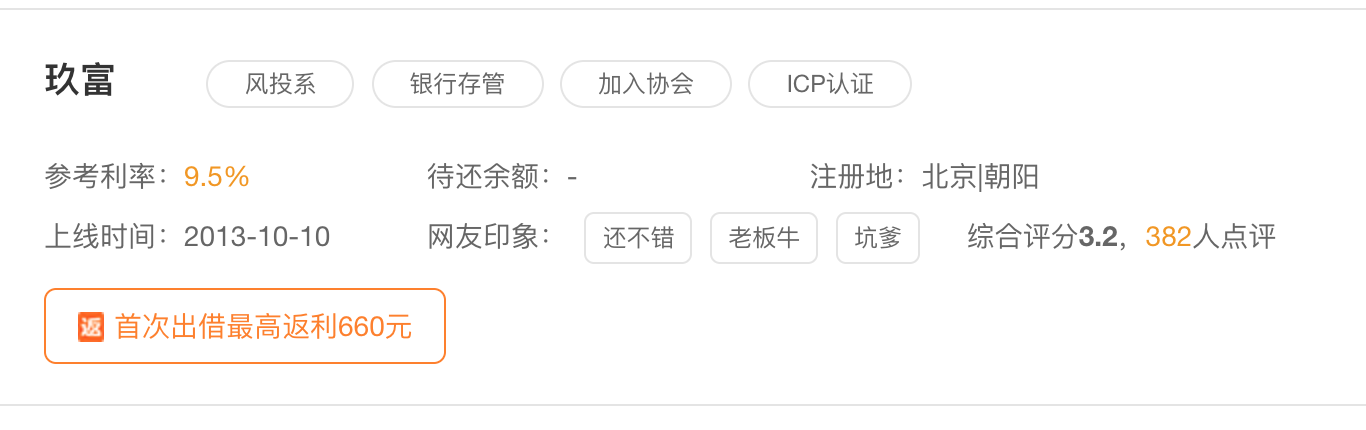 玖富 风投系 银行存管 加入协会 ICP认证
参考利率：9.5% 待还余额：- 注册地：北京|朝阳
上线时间：2013-10-10 网友印象： 还不错 老板牛 坑爹 综合评分3.2，382人点评
返 首次出借最高返利660元